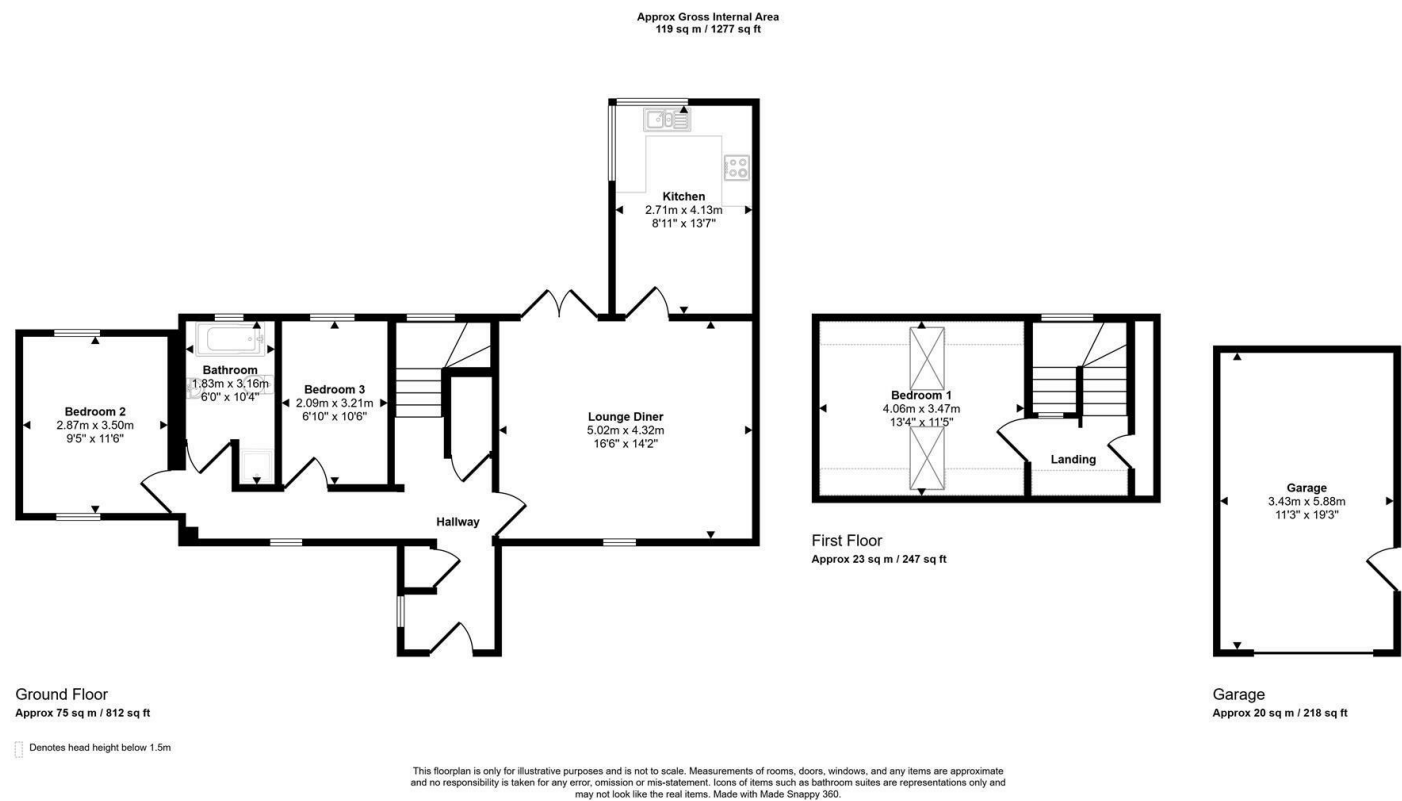 Approx Gross Internal Area
119 sq m / 1277 sq ft
Kitchen
2.71m x 4.13m
8'11" x 13'7"
Bathroom
1.83m x 3.16m
6'0" x 10'4"
Bedroom 3
2.09m x 3.21m
6'10" x 10'6"
Bedroom 2
2.87m x 3.50m
9'5" x 11'6"
Lounge Diner
5.02m x 4.32m
16'6" x 14'2"
Hallway
Bedroom 1
4.06m x 3.47m
13'4" x 11'5"
Landing
Garage
3.43m x 5.88m
11'3" x 19'3"
First Floor
Approx 23 sq m / 247 sq ft
Ground Floor
Approx 75 sq m / 812 sq ft
Garage
Approx 20 sq m / 218 sq ft
Denotes head height below 1.5m
This floorplan is only for illustrative purposes and is not to scale. Measurements of rooms, doors, windows, and any items are approximate
and no responsibility is taken for any error, omission or mis-statement. Icons of items such as bathroom suites are representations only and
may not look like the real items. Made with Made Snappy 360.